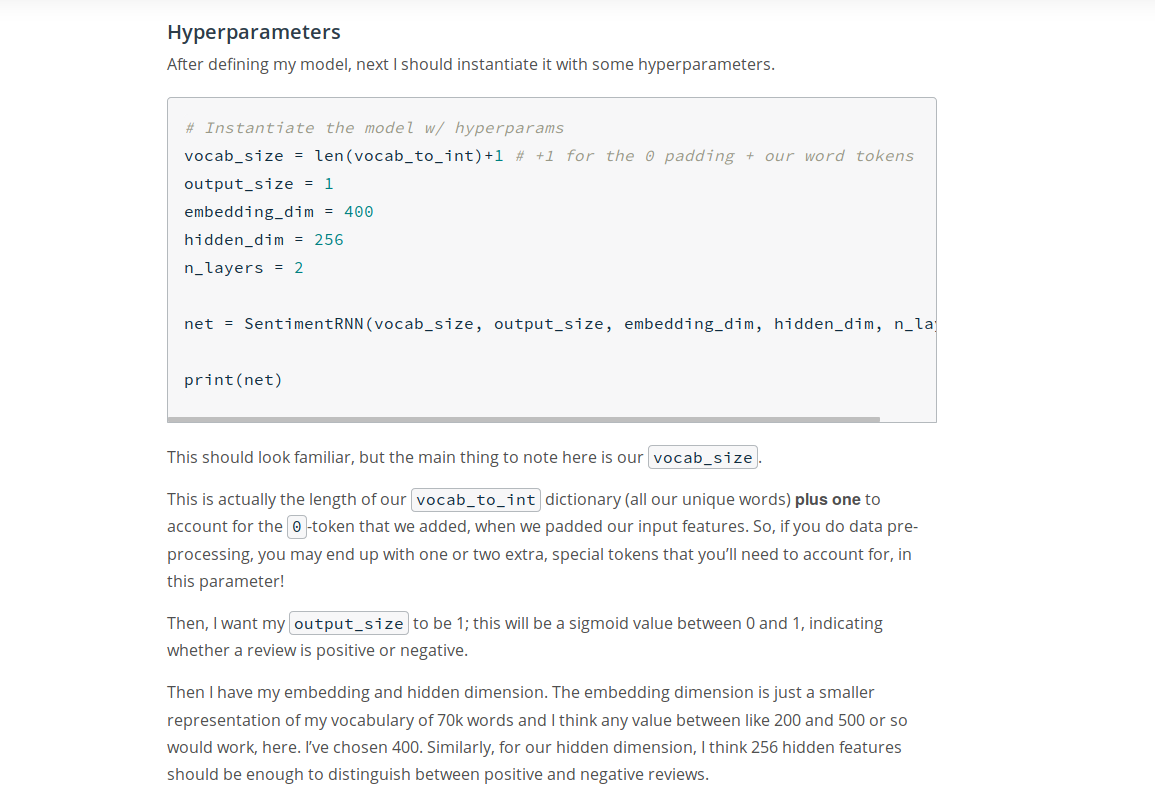 Hyperparameters
After defining my model, next I should instantiate it with some hyperparameters.
# Instantiate the model w/ hyperparams
vocab_size = len(vocab_to_int)+1 # +1 for the 0 padding + our word tokens
output_size = 1
embedding_dim = 400
hidden_dim = 256
n_layers = 2
net = SentimentRNN(vocab_size, output_size, embedding_dim, hidden_dim, n_la
print(net)
This should look familiar, but the main thing to note here is our vocab_size.
This is actually the length of our vocab_to_int dictionary (all our unique words) plus one to
account for the 0-token that we added, when we padded our input features. So, if you do data pre-
processing, you may end up with one or two extra, special tokens that you’ll need to account for, in
this parameter!
Then, I want my output_size to be 1; this will be a sigmoid value between 0 and 1, indicating
whether a review is positive or negative.
Then I have my embedding and hidden dimension. The embedding dimension is just a smaller
representation of my vocabulary of 70k words and I think any value between like 200 and 500 or so
would work, here. I’ve chosen 400. Similarly, for our hidden dimension, I think 256 hidden features
should be enough to distinguish between positive and negative reviews.